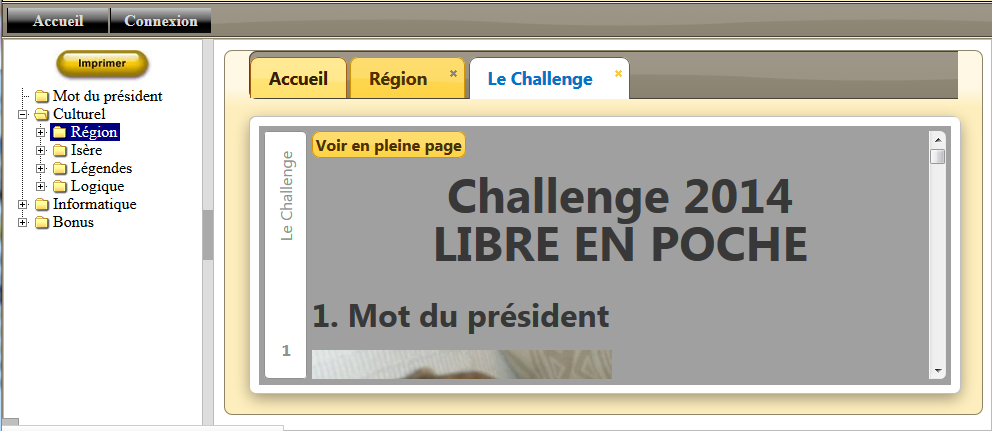 Accueil
Connexion
Imprimer
Mot du président
Culturel
Région
Isère
Légendes
Logique
Informatique
Bonus
Accueil
Région
Le Challenge
Le Challenge
1
Voir en pleine page
Challenge 2014
LIBRE EN POCHE
1. Mot du président